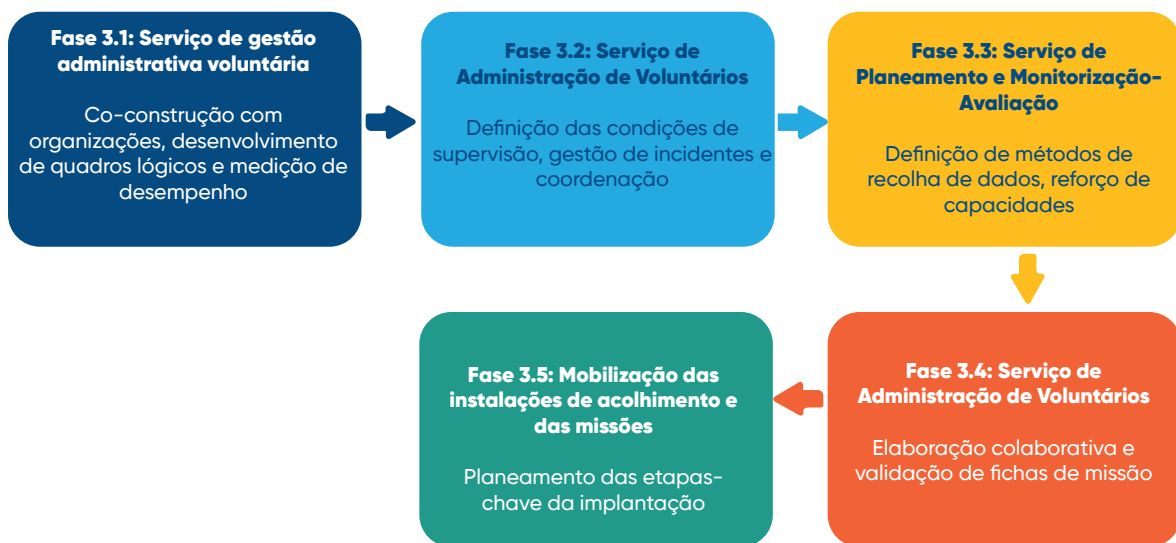 Fase 3.1: Serviço de gestão
administrativa voluntária
Co-construção com
organizações, desenvolvimento
de quadros lógicos e medição de
desempenho
Fase 3.2: Serviço de
Administração de Voluntários
Definição das condições de
supervisão, gestão de incidentes e
coordenação
Fase 3.3: Serviço de
Planeamento e Monitorização-
Avaliação
Definição de métodos de
recolha de dados, reforço de
capacidades
Fase 3.4: Serviço de
Administração de Voluntários
Elaboração colaborativa e
validação de fichas de missão
Fase 3.5: Mobilização das
instalações de acolhimento e
das missões
Planeamento das etapas-
chave da implantação